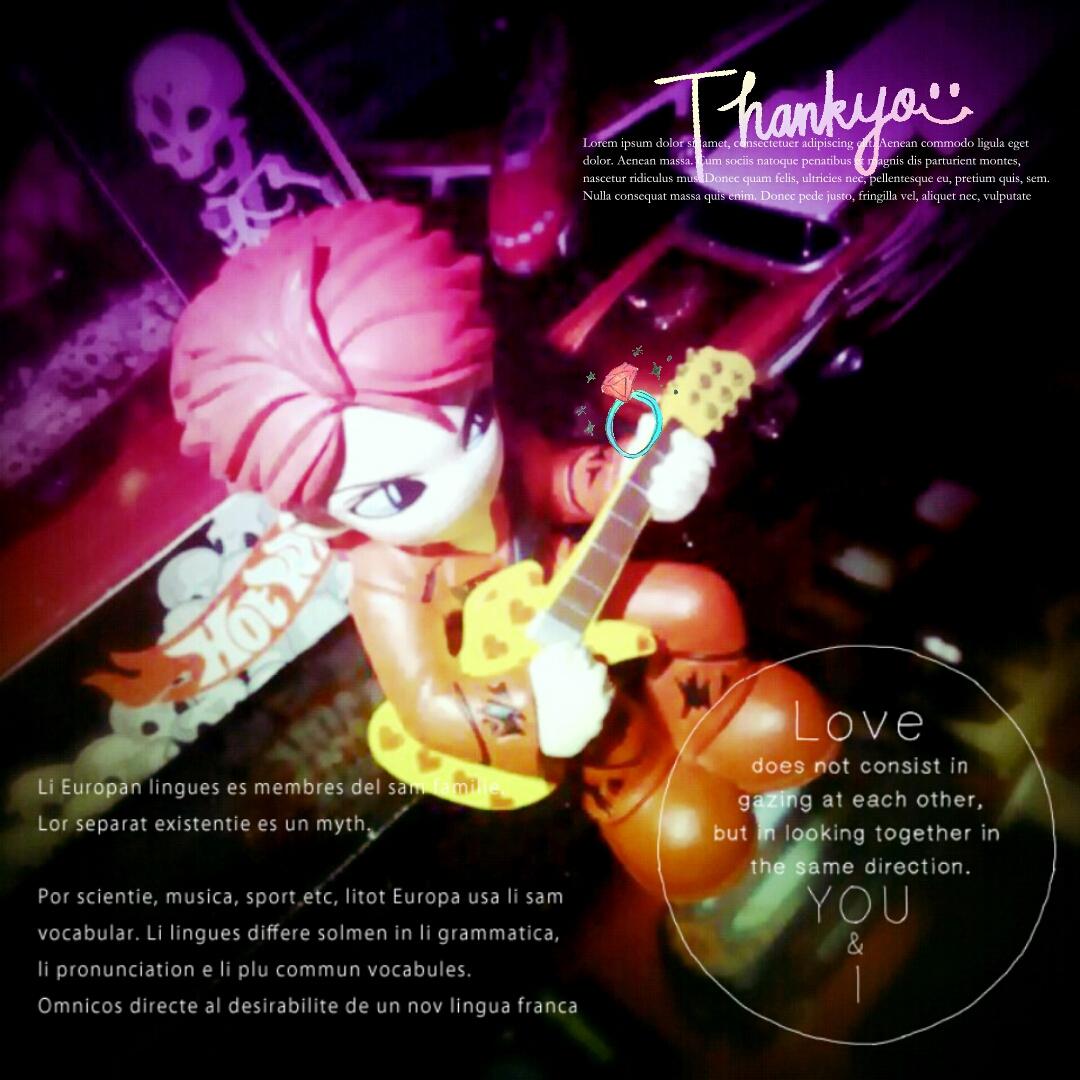 Thankyou
Lorem ipsum dolor sit amet, consectetuer adipiscing elit. Aenean commodo ligula eget
dolor. Aenean massa. Cum sociis natoque penatibus et magnis dis parturient montes,
nascetur ridiculus mus. Donec quam felis, ultricies nec, pellentesque eu, pretium quis, sem.
Nulla consequat massa quis enim. Donec pede justo, fringilla vel, aliquet nec, vulputate
Hot
Li Europan lingues es membres del sam familie.
Lor separat existentie es un myth.
Por scientie, musica, sport etc, litot Europa usa li sam
vocabular. Li lingues differe solmen in li grammatica,
li pronunciation e li plu commun vocabules.
Omnicos directe al desirabilite de un nov lingua franca
Love
does not consist in
gazing at each other,
but in looking together in
the same direction.
YOU
&
I